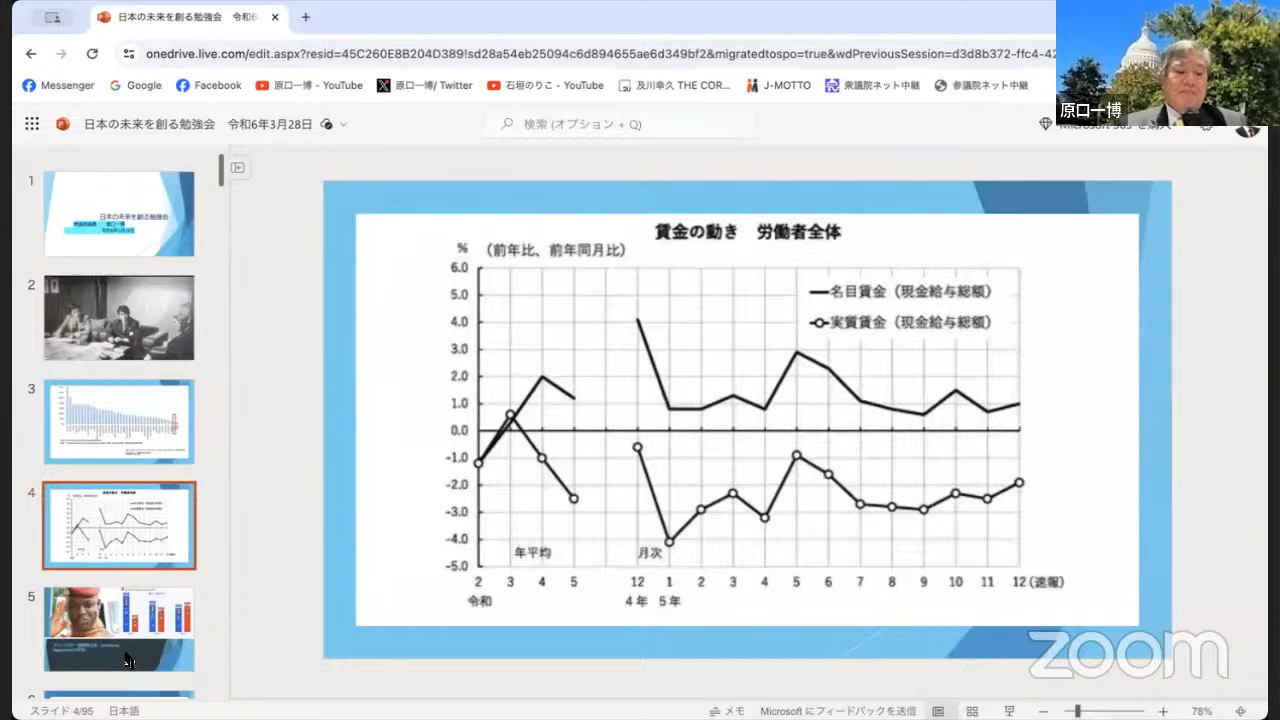 日本の未来を創る勉強会 令和6
onedrive.live.com/edit.aspx?resid=45C260E8B204D389!sd28a54eb25094c6d894655ae6d349bf2&migratedtospo=true&wdPreviousSession=d3d8b372-ffc4-42
Messenger Google Facebook 原口一博 - YouTube 原口一博/ Twitter 石垣のりこ - YouTube 及川幸久 THE COR... J-MOTTO 衆議院ネット中継 参議院ネット中継
原口一博
日本の未来を創る勉強会 令和6年3月28日
検索 (オプション + Q)
1
日本の未来を創る勉強会
2
3
4
5
賃金の動き 労働者全体
% (前年比、前年同月比)
名目賃金(現金給与総額)
実質賃金(現金給与総額)
6.0
5.0
4.0
3.0
2.0
1.0
0.0
-1.0
-2.0
-3.0
-4.0
-5.0
年平均 月次
2 3 4 5 12 1 2 3 4 5 6 7 8 9 10 11 12 (速報)
令和 4年 5年
zoom
スライド 4/95 日本語
メモ Microsoft にフィードバックを送信 78%